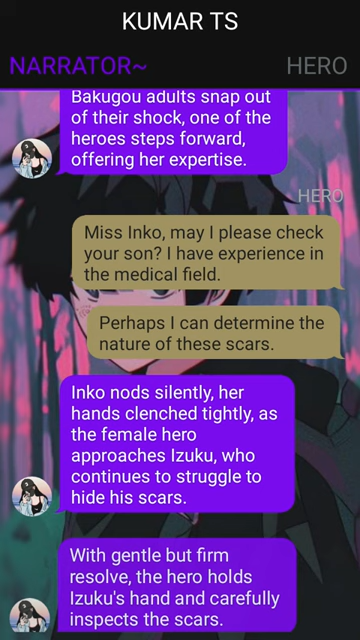 KUMAR TS
NARRATOR~
HERO
Bakugou adults snap out
of their shock, one of the
heroes steps forward,
offering her expertise.
HERO
Miss Inko, may I please check
your son? I have experience in
the medical field.
Perhaps I can determine the
nature of these scars.
Inko nods silently, her
hands clenched tightly, as
the female hero
approaches Izuku, who
continues to struggle to
hide his scars.
With gentle but firm
resolve, the hero holds
Izuku's hand and carefully
inspects the scars.